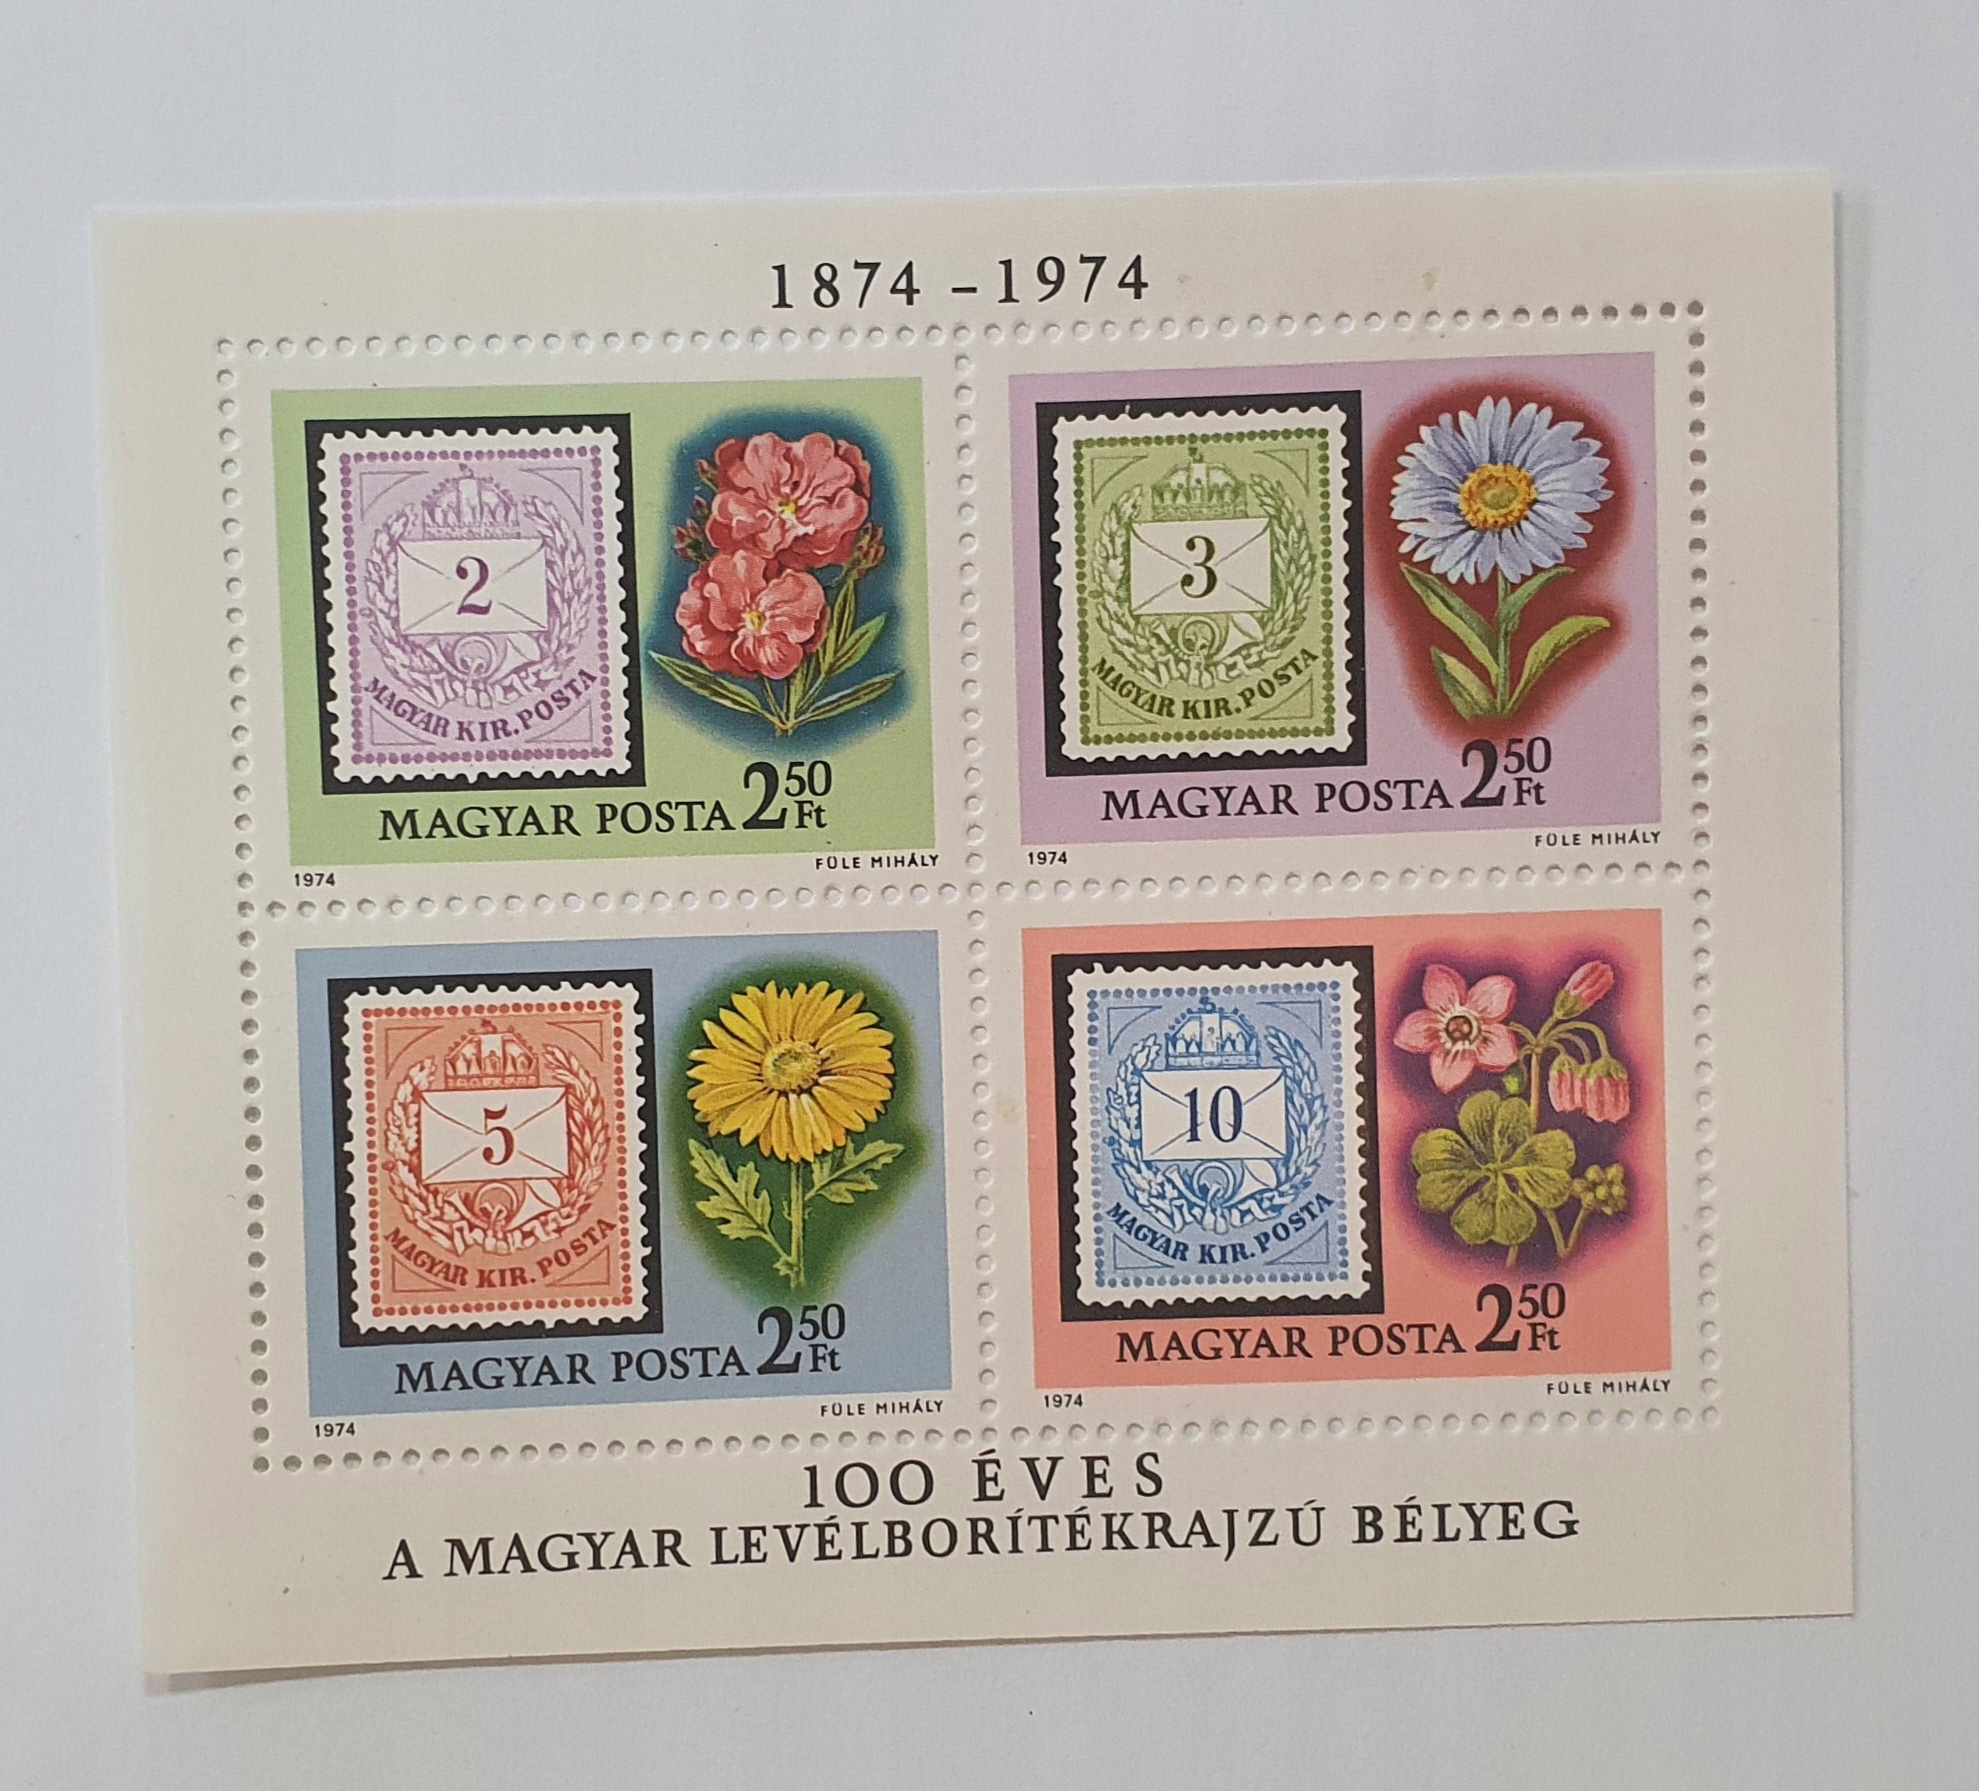 1874 - 1974
2
MAGYAR KIR. POSTA
MAGYAR POSTA 2 50 Ft
1974 FÜLE MIHÁLY
3
MAGYAR KIR. POSTA
MAGYAR POSTA 2 50 Ft
1974 FÜLE MIHÁLY
5
MAGYAR KIR. POSTA
MAGYAR POSTA 2 50 Ft
1974 FÜLE MIHÁLY
10
MAGYAR KIR. POSTA
MAGYAR POSTA 2 50 Ft
1974 FÜLE MIHÁLY
100 ÉVES
A MAGYAR LEVÉLBORÍTÉKRAJZÚ BÉLYEG